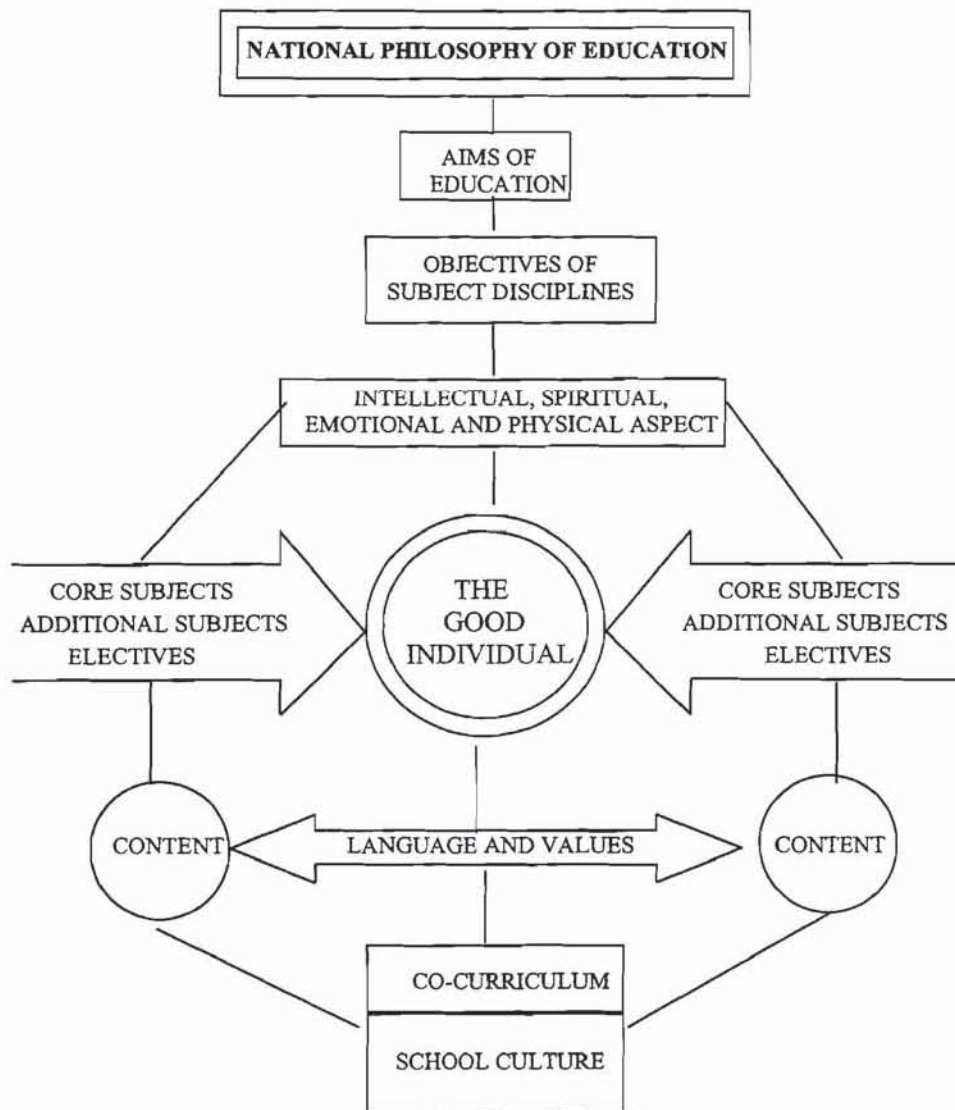 NATIONAL PHILOSOPHY OF EDUCATION
AIMS OF
EDUCATION
OBJECTIVES OF
SUBJECT DISCIPLINES
INTELLECTUAL, SPIRITUAL,
EMOTIONAL AND PHYSICAL ASPECT
CORE SUBJECTS
ADDITIONAL SUBJECTS
ELECTIVES
THE
GOOD
INDIVIDUAL
CORE SUBJECTS
ADDITIONAL SUBJECTS
ELECTIVES
CONTENT
LANGUAGE AND VALUES
CONTENT
CO-CURRICULUM
SCHOOL CULTURE